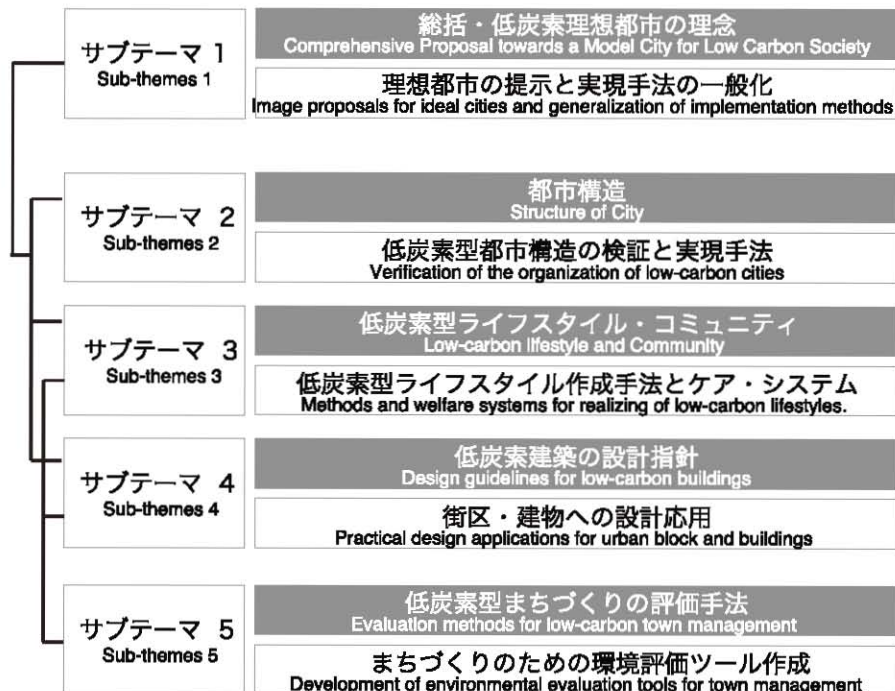 サブテーマ 1
Sub-themes 1
総括・低炭素理想都市の理念
Comprehensive Proposal towards a Model City for Low Carbon Society
理想都市の提示と実現手法の一般化
Image proposals for ideal cities and generalization of implementation methods
サブテーマ 2
Sub-themes 2
都市構造
Structure of City
低炭素型都市構造の検証と実現手法
Verification of the organization of low-carbon cities
サブテーマ 3
Sub-themes 3
低炭素型ライフスタイル・コミュニティ
Low-carbon lifestyle and Community
低炭素型ライフスタイル作成手法とケア・システム
Methods and welfare systems for realizing of low-carbon lifestyles.
サブテーマ 4
Sub-themes 4
低炭素建築の設計指針
Design guidelines for low-carbon buildings
街区・建物への設計応用
Practical design applications for urban block and buildings
サブテーマ 5
Sub-themes 5
低炭素型まちづくりの評価手法
Evaluation methods for low-carbon town management
まちづくりのための環境評価ツール作成
Development of environmental evaluation tools for town management